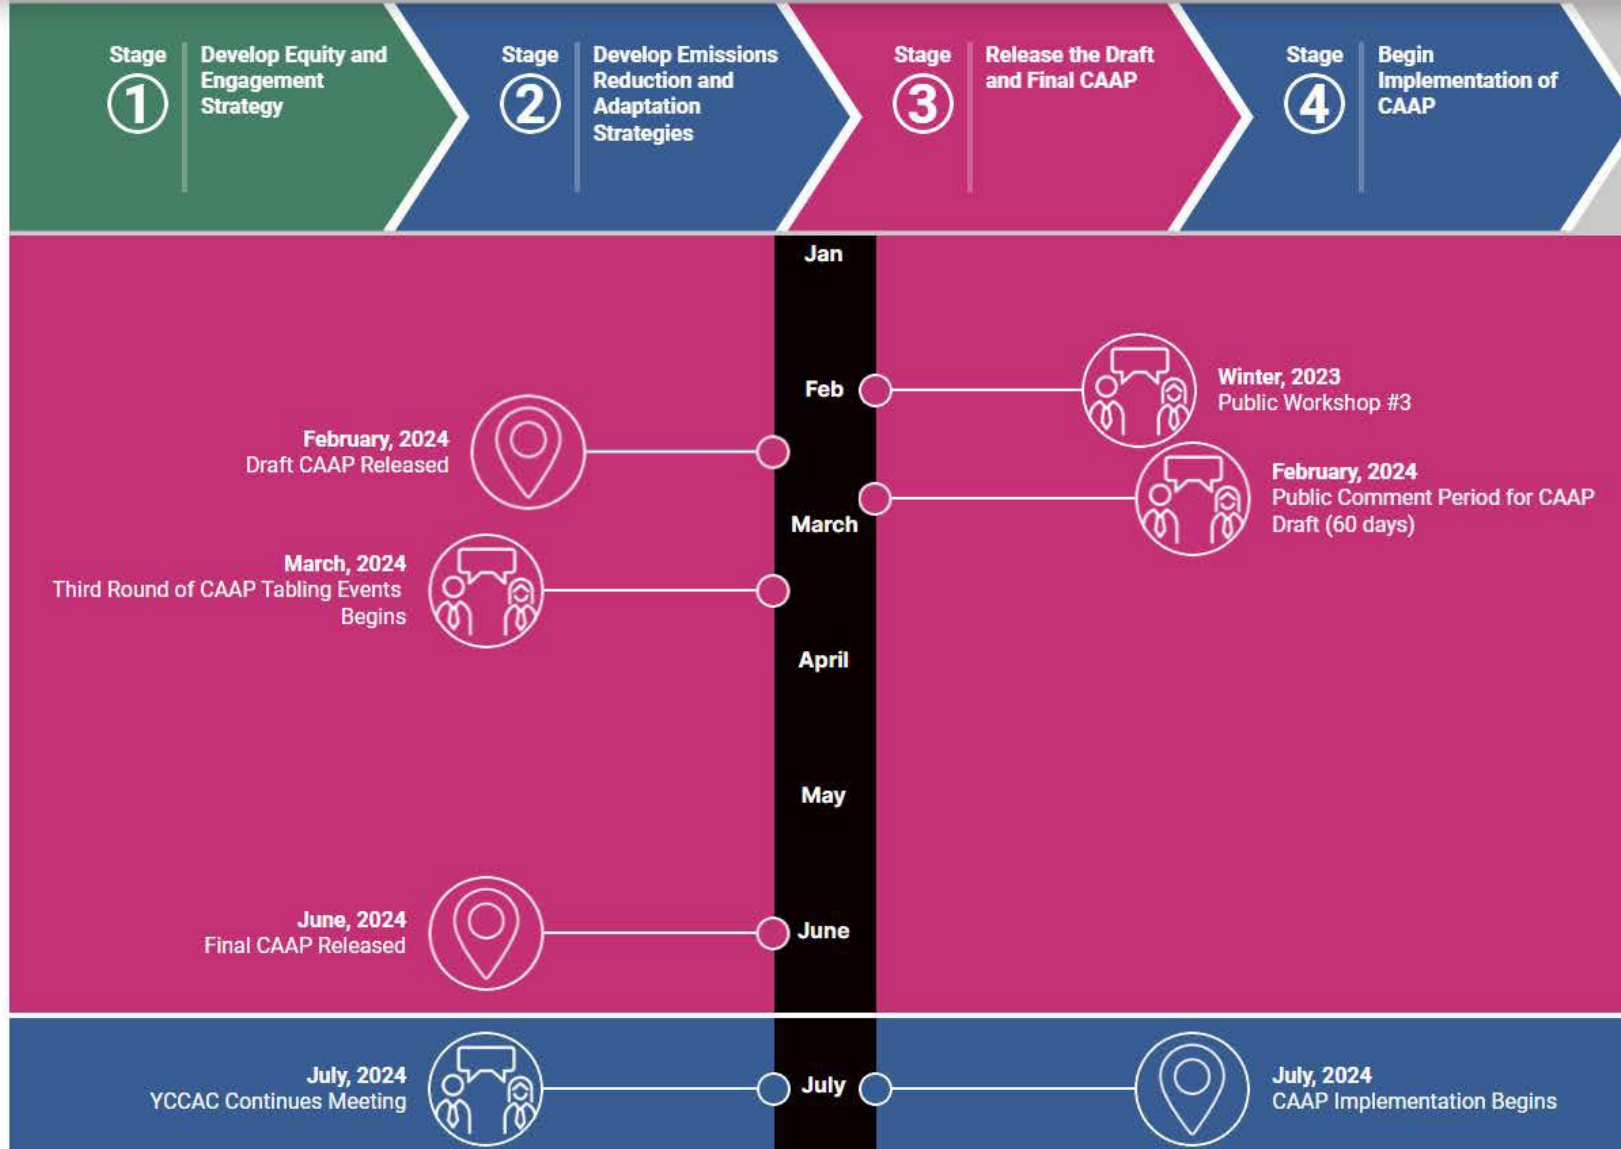 Stage
1
Develop Equity and
Engagement
Strategy
Stage
2
Develop Emissions
Reduction and
Adaptation
Strategies
Stage
3
Release the Draft
and Final CAAP
Stage
4
Begin
Implementation of
CAAP
Jan
Feb
Winter, 2023
Public Workshop #3
February, 2024
Draft CAAP Released
February, 2024
Public Comment Period for CAAP
Draft (60 days)
March
March, 2024
Third Round of CAAP Tabling Events
Begins
April
May
June, 2024
Final CAAP Released
June
July, 2024
YCCAC Continues Meeting
July
July, 2024
CAAP Implementation Begins